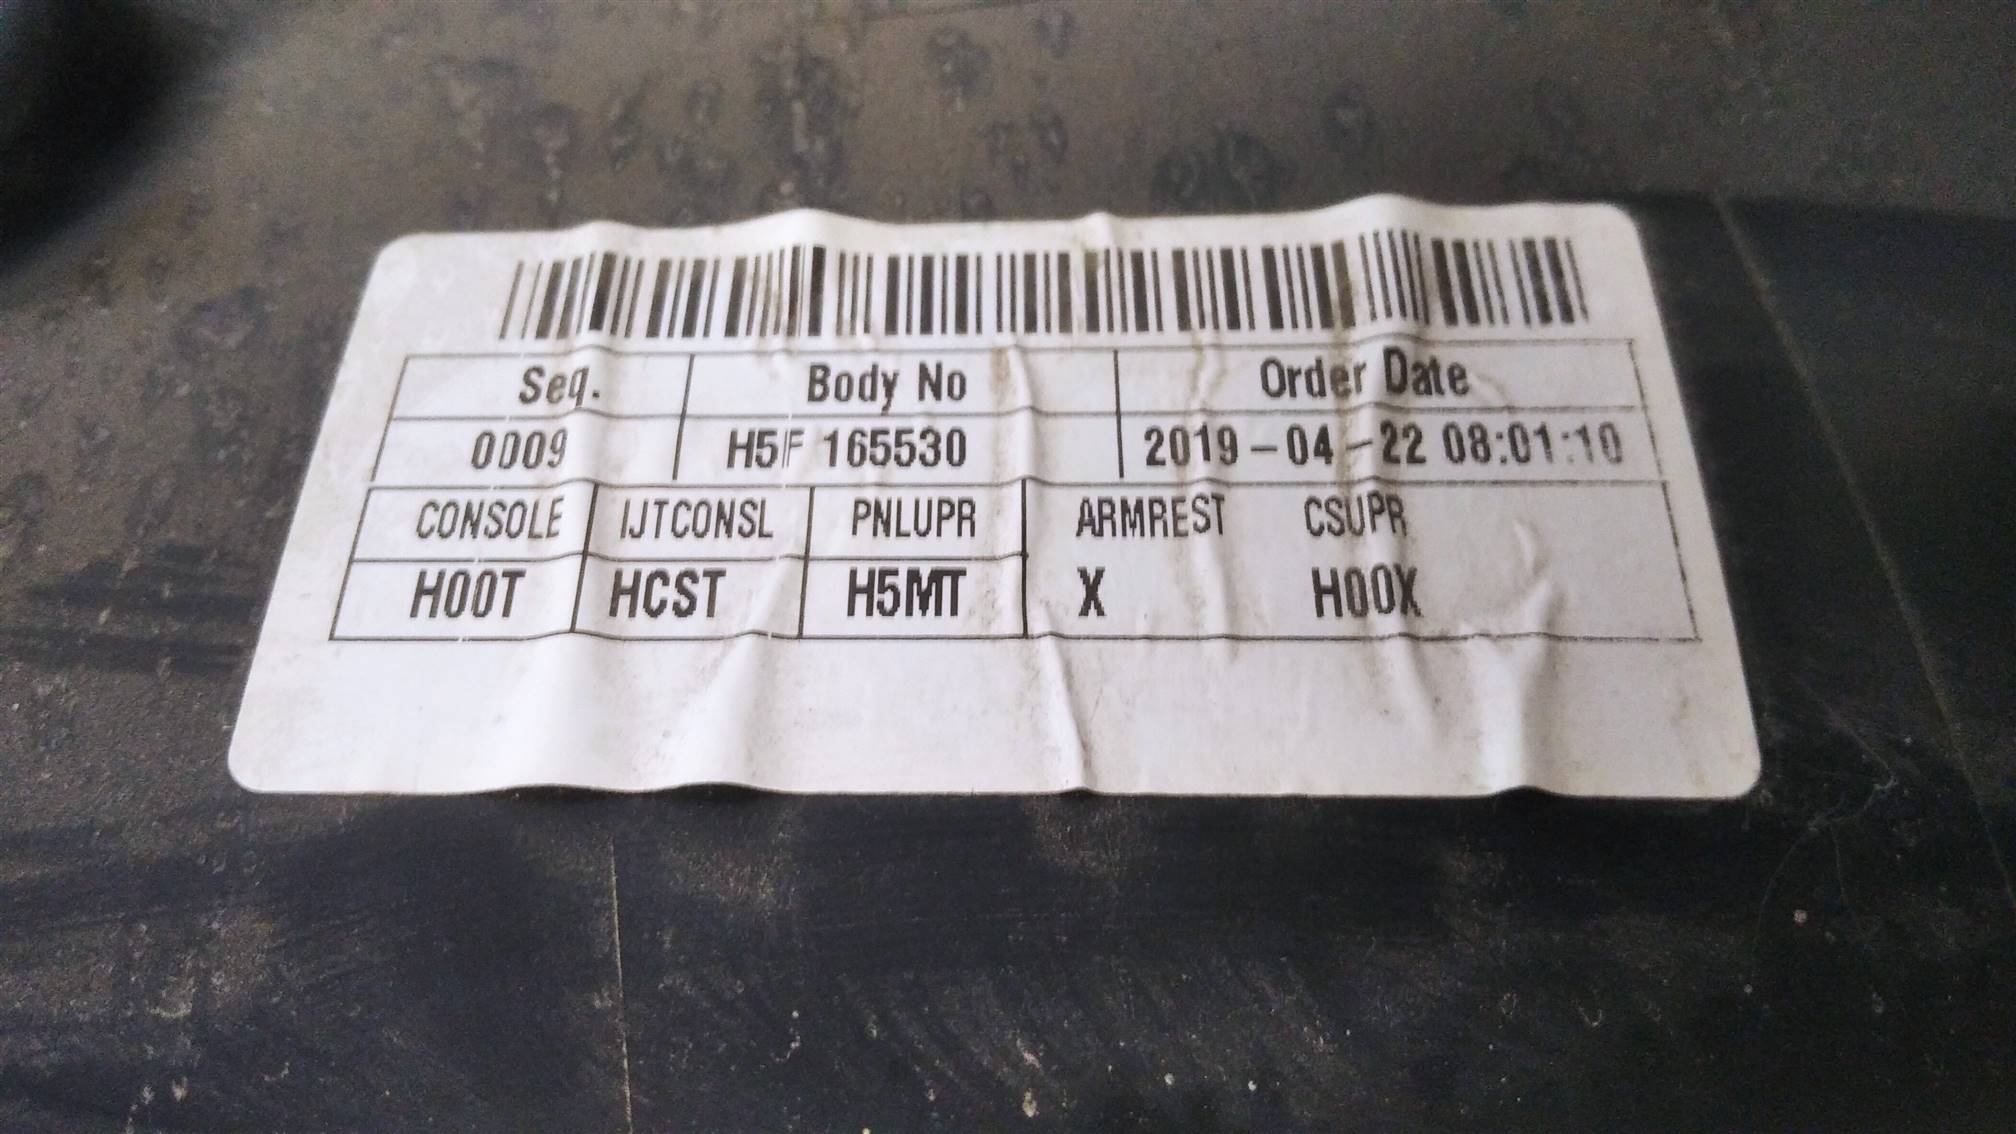 Seq. Body No Order Date
0009 H5F 165530 2019-04-22 08:01:10
CONSOLE IJTCONSL PNLUPR ARMREST CSUPR
H00T HCST H5MT X H00X